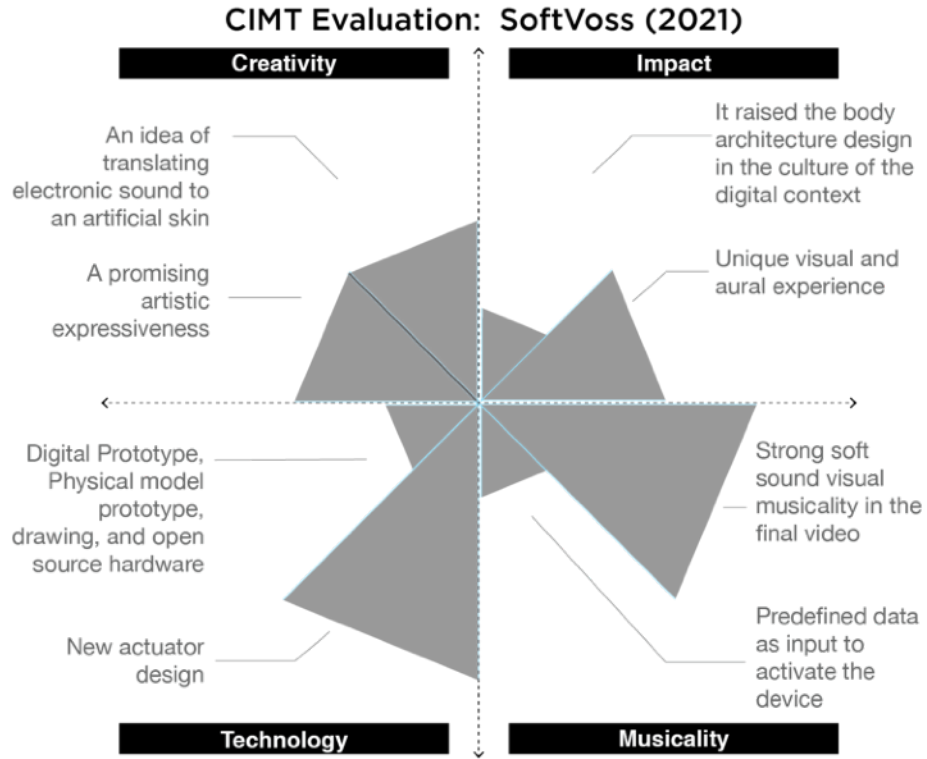 CIMT Evaluation:  SoftVoss (2021)
Creativity
Impact
An idea of
translating
electronic sound to
an artificial skin
It raised the body
architecture design
in the culture of the
digital context
A promising
artistic
expressiveness
Unique visual and
aural experience
Digital Prototype,
Physical model
prototype,
drawing, and open
source hardware
Strong soft
sound visual
musicality in the
final video
New actuator
design
Predefined data
as input to
activate the
device
Technology
Musicality